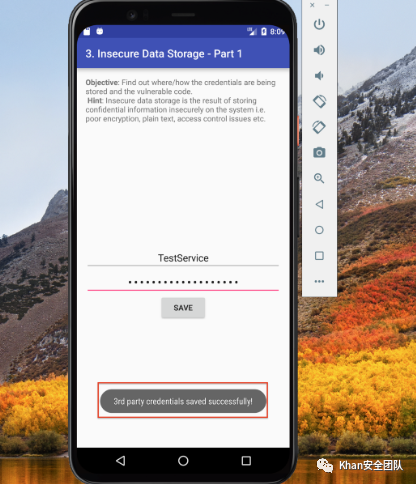 8:09
3. Insecure Data Storage - Part 1
Objective: Find out where/how the credentials are being
stored and the vulnerable code.
Hint: Insecure data storage is the result of storing
confidential information insecurely on the system i.e.
poor encryption, plain text, access control issues etc.
TestService
•••••••••••••••••••
SAVE
3rd party credentials saved successfully!
Khan安全团队